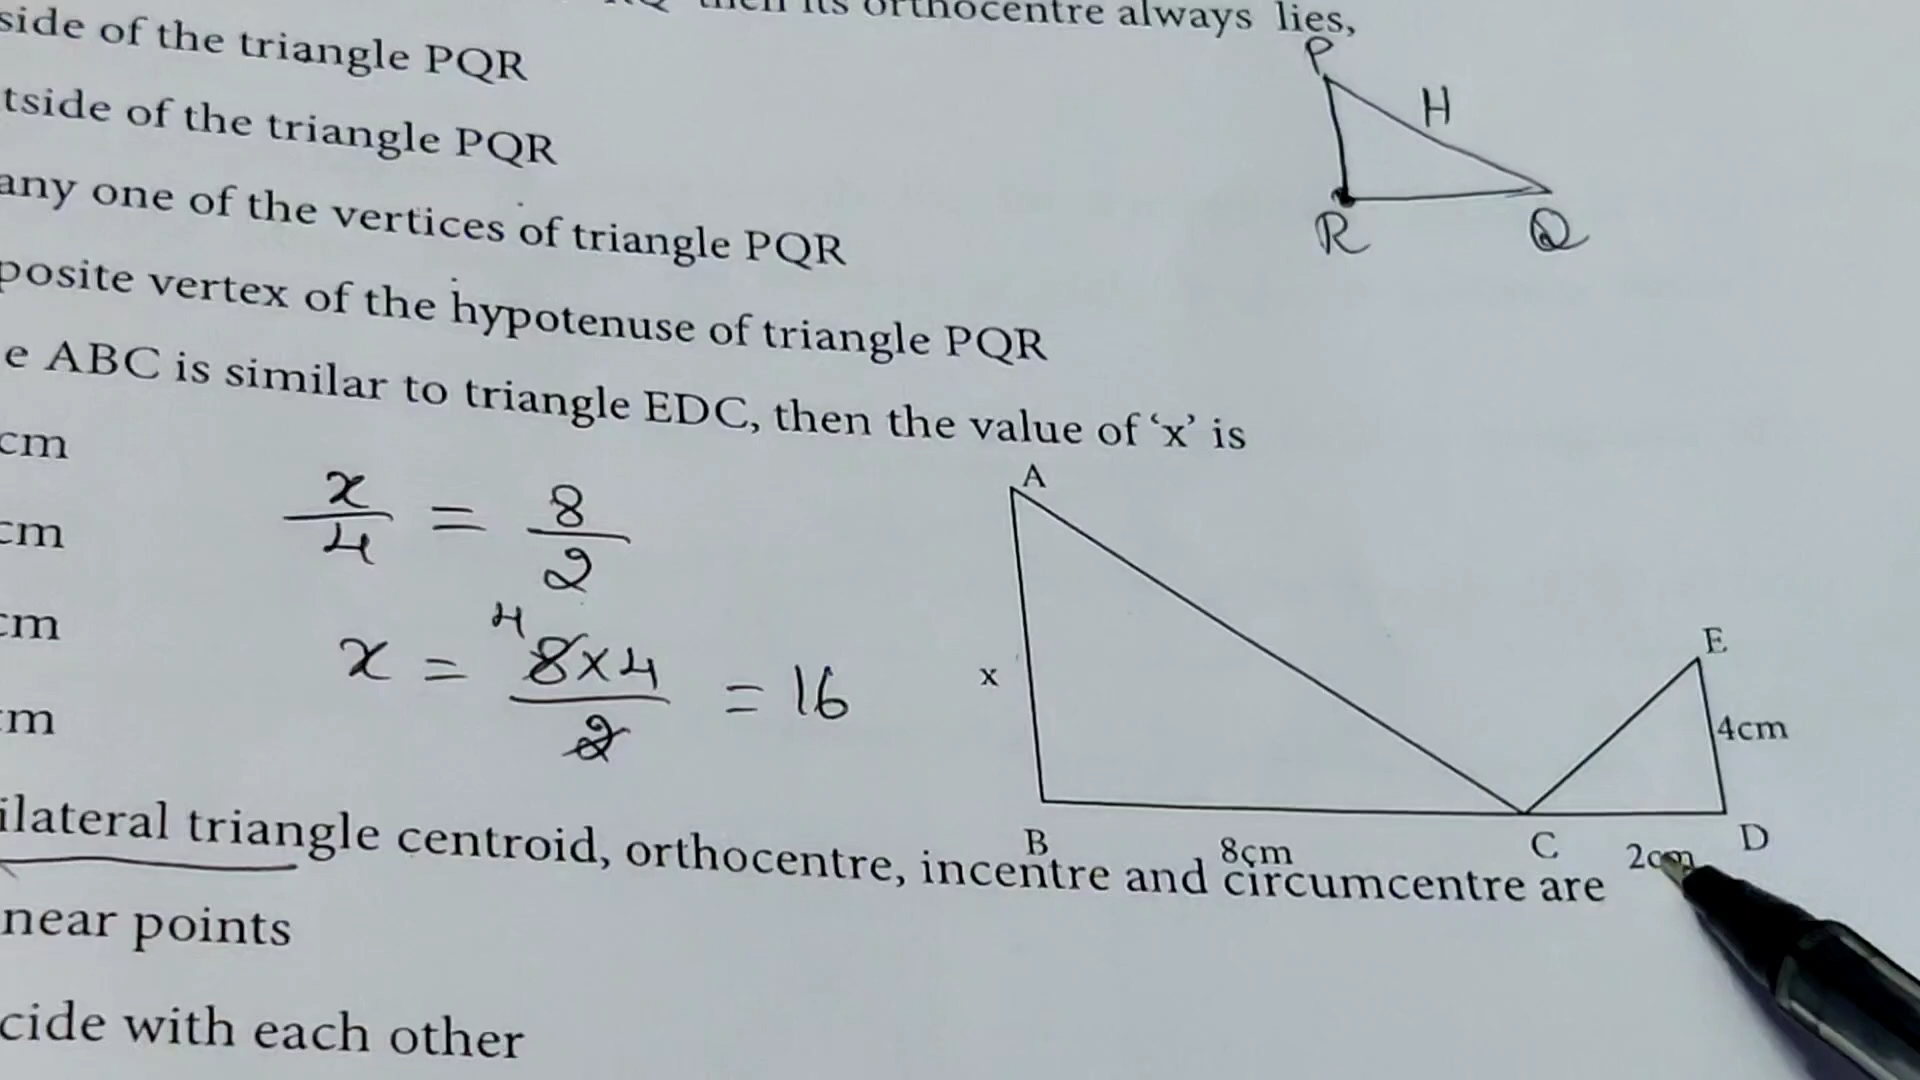 then its orthocentre always lies,
side of the triangle PQR
tside of the triangle PQR
any one of the vertices of triangle PQR
posite vertex of the hypotenuse of triangle PQR
P
H
R
Q
e ABC is similar to triangle EDC, then the value of ‘x’ is
cm
cm
cm
cm
x/4 = 8/2
x = 4 8×4/2 = 16
A
x
B
8cm
C
2cm
D
E
4cm
ilateral triangle centroid, orthocentre, incentre and circumcentre are
near points
cide with each other